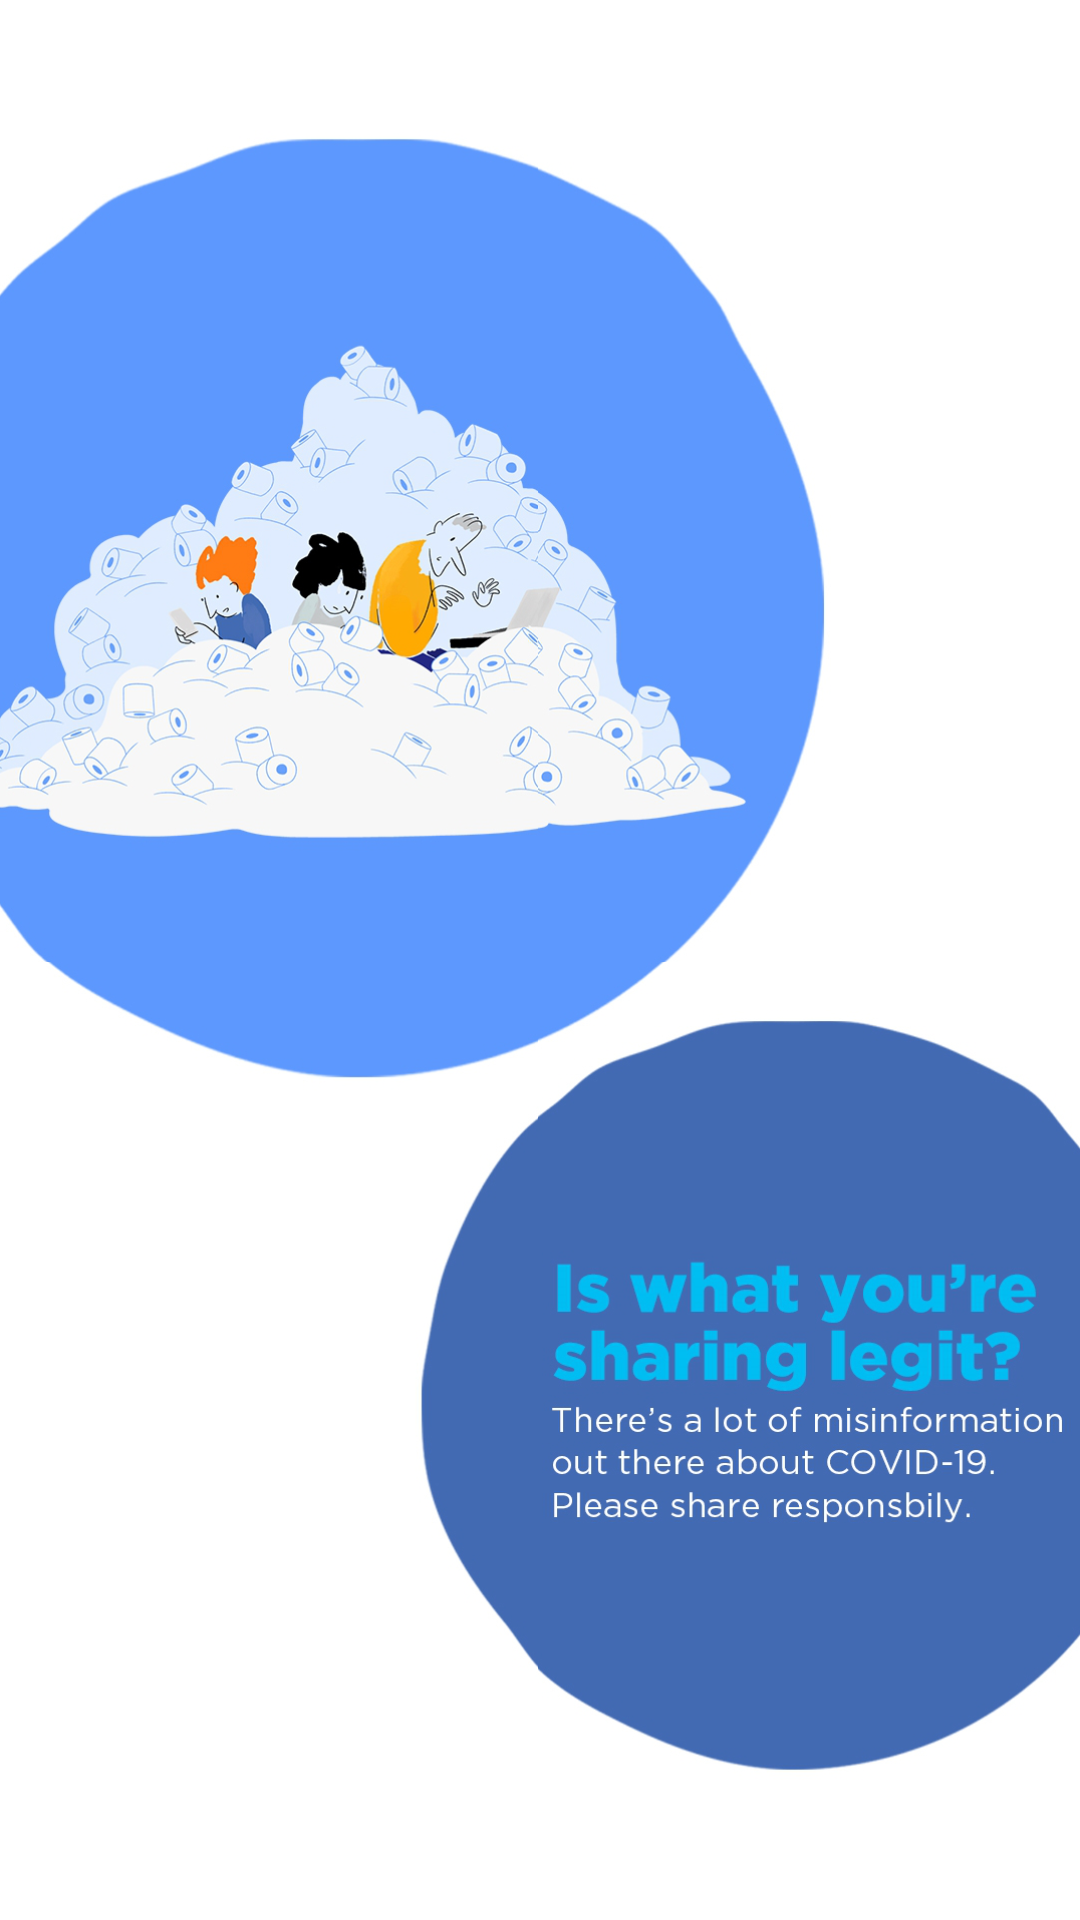 Is what you’re
sharing legit?
There’s a lot of misinformation
out there about COVID-19.
Please share responsbily.